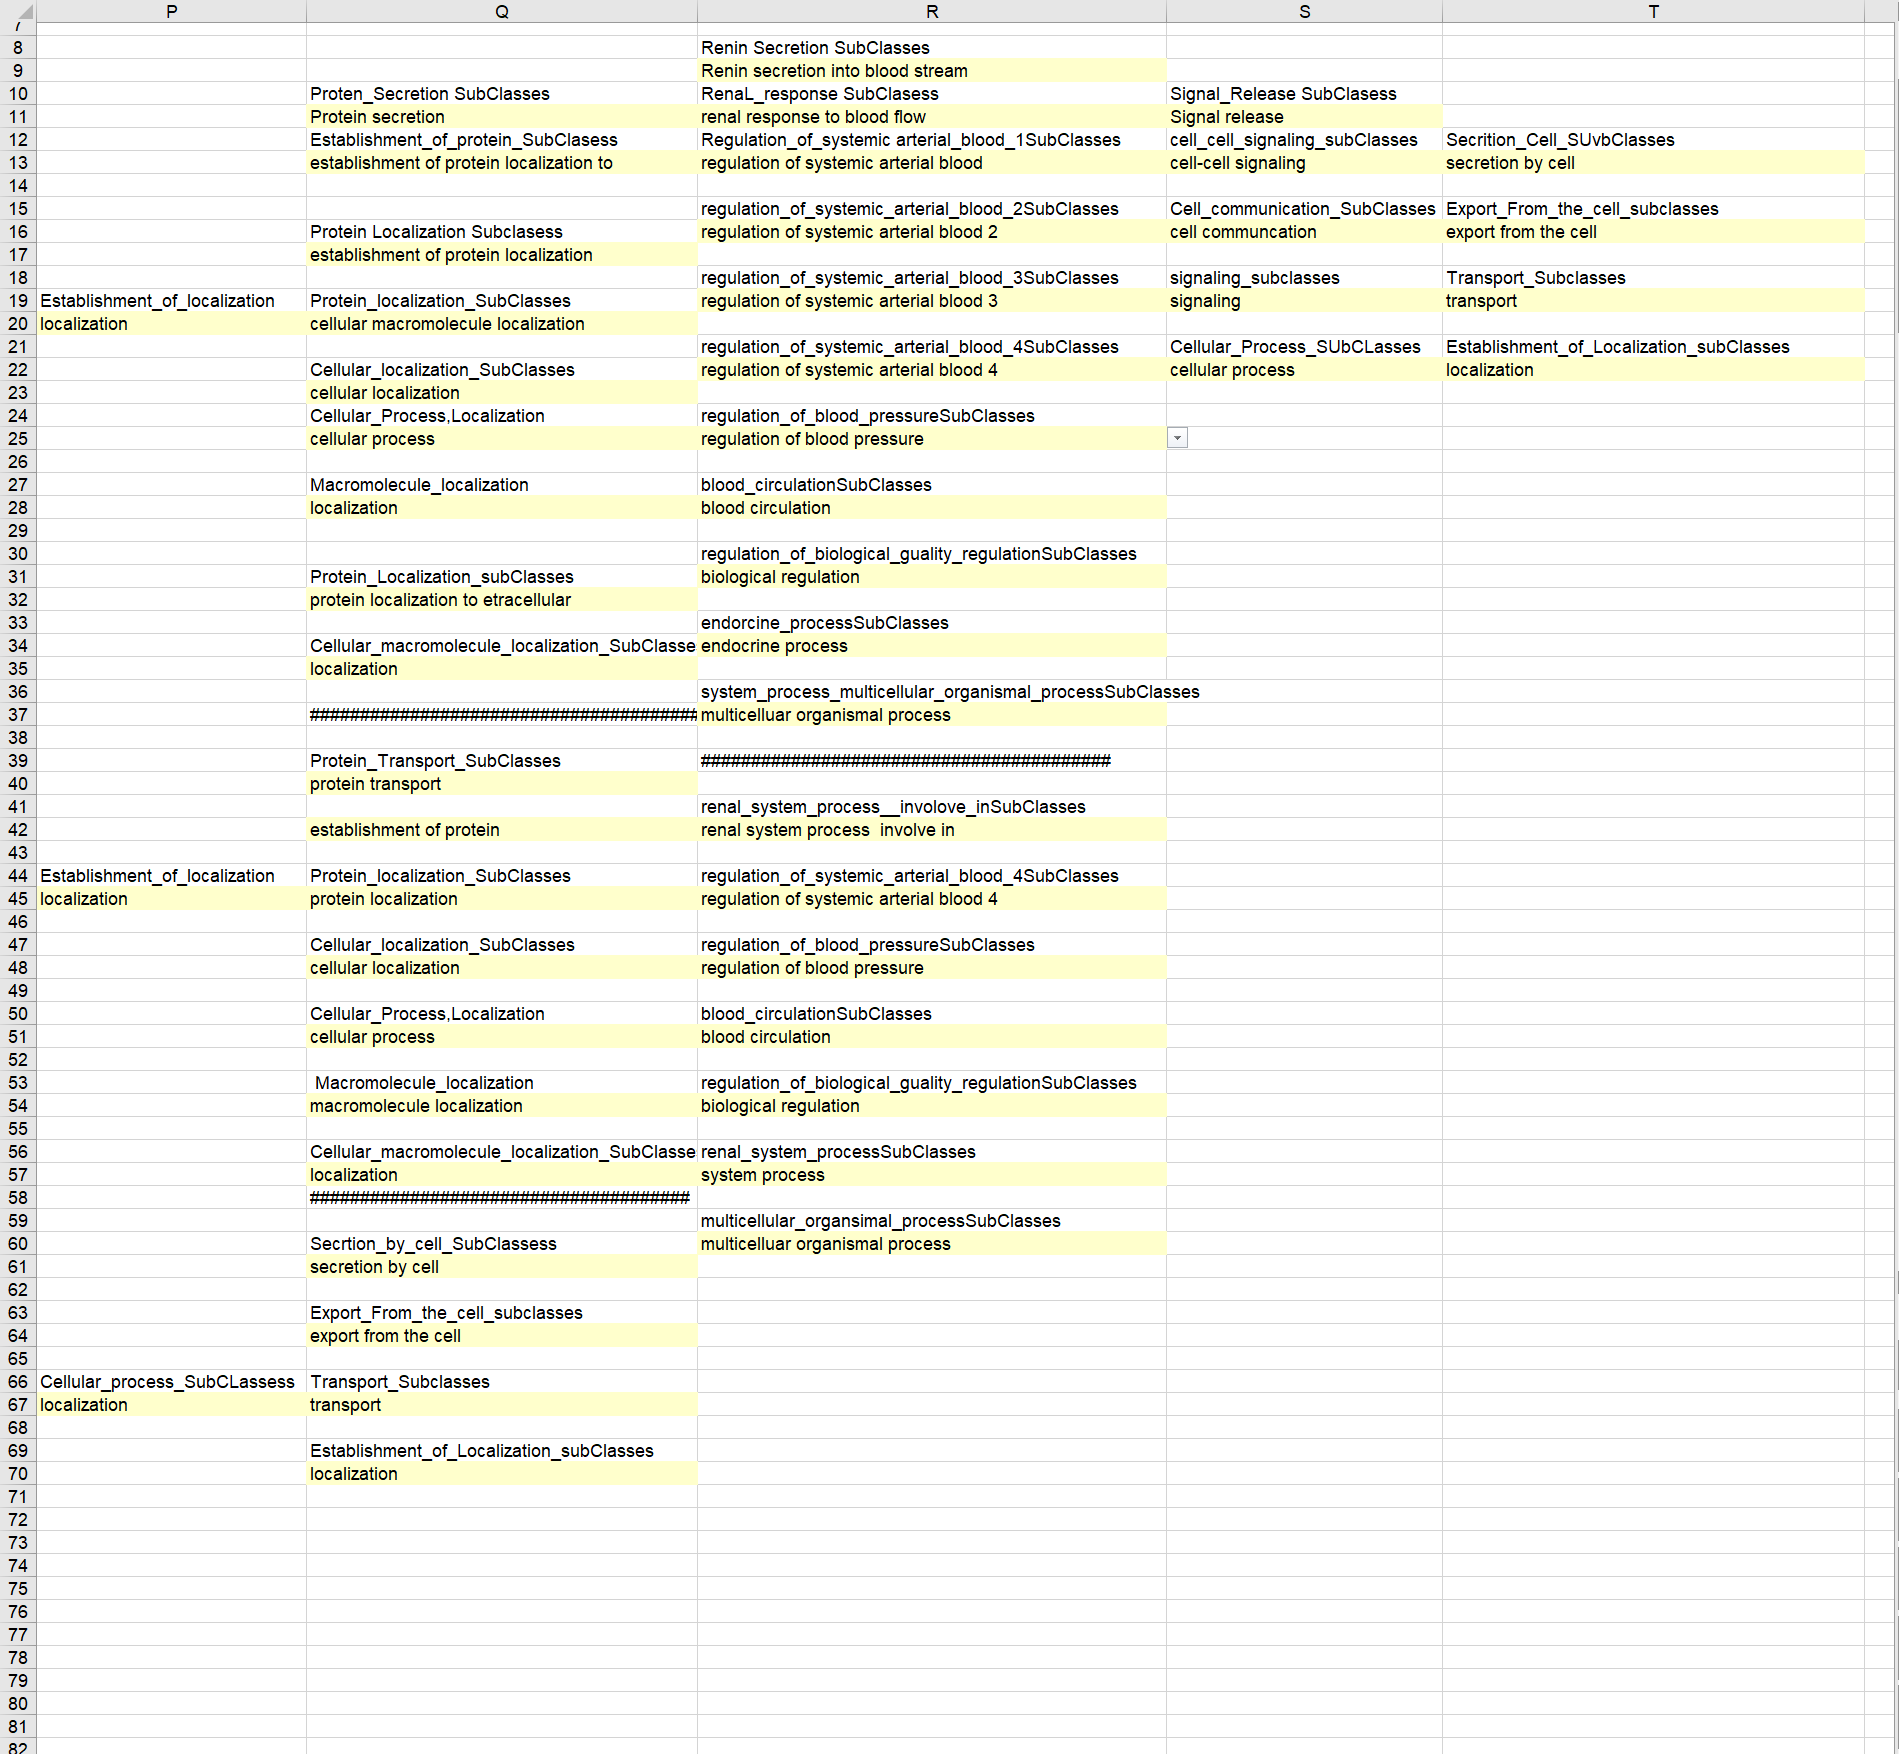 P Q R S T
7
8 Renin Secretion SubClasses
9 Renin secretion into blood stream
10 Proten_Secretion SubClasses RenaL_response SubClasess Signal_Release SubClasess
11 Protein secretion renal response to blood flow Signal release
12 Establishment_of_protein_SubClasess Regulation_of_systemic arterial_blood_1SubClasses cell_cell_signaling_subClasses Secrition_Cell_SUvbClasses
13 establishment of protein localization to regulation of systemic arterial blood cell-cell signaling secretion by cell
14
15 regulation_of_systemic_arterial_blood_2SubClasses Cell_communication_SubClasses Export_From_the_cell_subclasses
16 Protein Localization Subclasess regulation of systemic arterial blood 2 cell communcation export from the cell
17 establishment of protein localization
18 regulation_of_systemic_arterial_blood_3SubClasses signaling_subclasses Transport_Subclasses
19 Establishment_of_localization Protein_localization_SubClasses regulation of systemic arterial blood 3 signaling transport
20 localization cellular macromolecule localization
21 regulation_of_systemic_arterial_blood_4SubClasses Cellular_Process_SUbCLasses Establishment_of_Localization_subClasses
22 Cellular_localization_SubClasses regulation of systemic arterial blood 4 cellular process localization
23 cellular localization
24 Cellular_Process,Localization regulation_of_blood_pressureSubClasses
25 cellular process regulation of blood pressure
26
27 Macromolecule_localization blood_circulationSubClasses
28 localization blood circulation
29
30 regulation_of_biological_guality_regulationSubClasses
31 Protein_Localization_subClasses biological regulation
32 protein localization to etracellular
33 endorcine_processSubClasses
34 Cellular_macromolecule_localization_SubClasse endocrine process
35 localization
36 system_process_multicellular_organismal_processSubClasses
37 ###################################### multicelluar organismal process
38
39 Protein_Transport_SubClasses #########################################
40 protein transport
41 renal_system_process__involove_inSubClasses
42 establishment of protein renal system process  involve in
43
44 Establishment_of_localization Protein_localization_SubClasses regulation_of_systemic_arterial_blood_4SubClasses
45 localization protein localization regulation of systemic arterial blood 4
46
47 Cellular_localization_SubClasses regulation_of_blood_pressureSubClasses
48 cellular localization regulation of blood pressure
49
50 Cellular_Process,Localization blood_circulationSubClasses
51 cellular process blood circulation
52
53 Macromolecule_localization regulation_of_biological_guality_regulationSubClasses
54 macromolecule localization biological regulation
55
56 Cellular_macromolecule_localization_SubClasse renal_system_processSubClasses
57 localization system process
58 ######################################
59 multicellular_organsimal_processSubClasses
60 Secrtion_by_cell_SubClassess multicelluar organismal process
61 secretion by cell
62
63 Export_From_the_cell_subclasses
64 export from the cell
65
66 Cellular_process_SubCLassess Transport_Subclasses
67 localization transport
68
69 Establishment_of_Localization_subClasses
70 localization
71
72
73
74
75
76
77
78
79
80
81
82